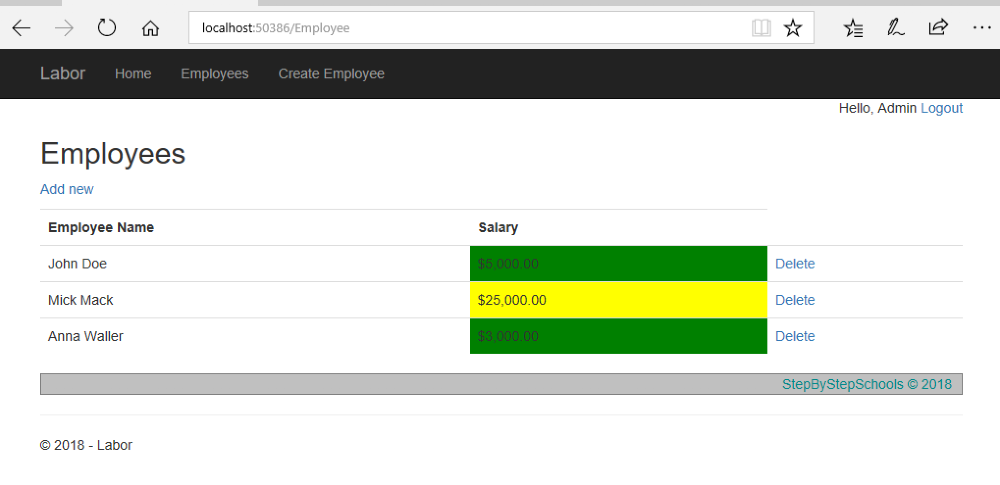 localhost:50386/Employee
Labor Home Employees Create Employee
Hello, Admin Logout
Employees
Add new
Employee Name Salary
John Doe $5,000.00 Delete
Mick Mack $25,000.00 Delete
Anna Waller $3,000.00 Delete
StepByStepSchools © 2018
© 2018 - Labor